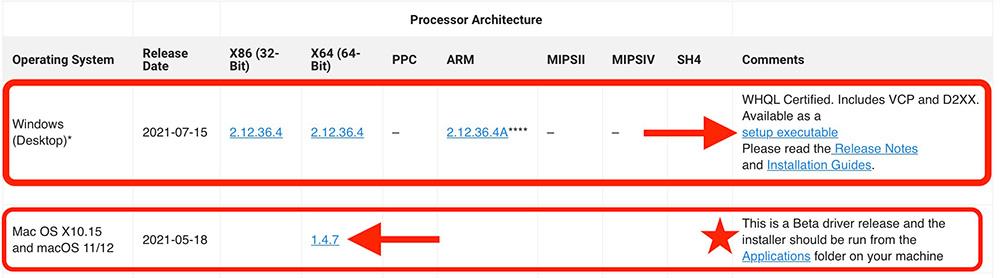 Processor Architecture
Operating System
Release
Date
X86 (32-
Bit)
X64 (64-
Bit)
PPC
ARM
MIPSII
MIPSIV
SH4
Comments
Windows
(Desktop)*
2021-07-15
2.12.36.4
2.12.36.4
–
2.12.36.4A****
–
–
WHQL Certified. Includes VCP and D2XX.
Available as a
setup executable
Please read the Release Notes
and Installation Guides.
Mac OS X10.15
and macOS 11/12
2021-05-18
1.4.7
This is a Beta driver release and the
installer should be run from the
Applications folder on your machine